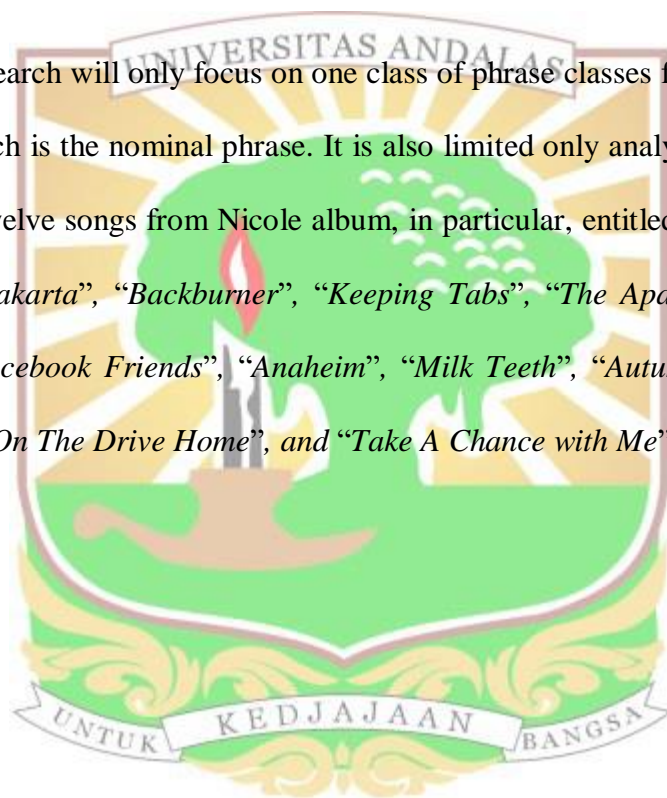 UNIVERSITAS ANDALAS
earch will only focus on one class of phrase classes f
ch is the nominal phrase. It is also limited only analy
velve songs from Nicole album, in particular, entitled
akarta”, “Backburner”, “Keeping Tabs”, “The Apa
cebook Friends”, “Anaheim”, “Milk Teeth”, “Autu
On The Drive Home”, and “Take A Chance with Me”
UNTUK KEDJAJAAN BANGSA